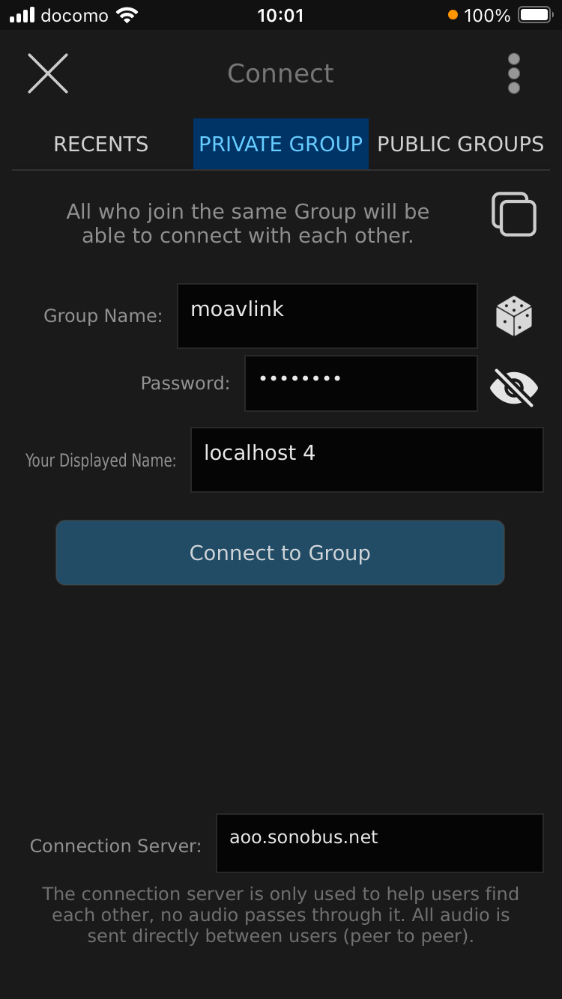 docomo 10:01 100%
Connect
RECENTS PRIVATE GROUP PUBLIC GROUPS
All who join the same Group will be
able to connect with each other.
Group Name: moavlink
Password: ••••••••
Your Displayed Name: localhost 4
Connect to Group
Connection Server: aoo.sonobus.net
The connection server is only used to help users find
each other, no audio passes through it. All audio is
sent directly between users (peer to peer).